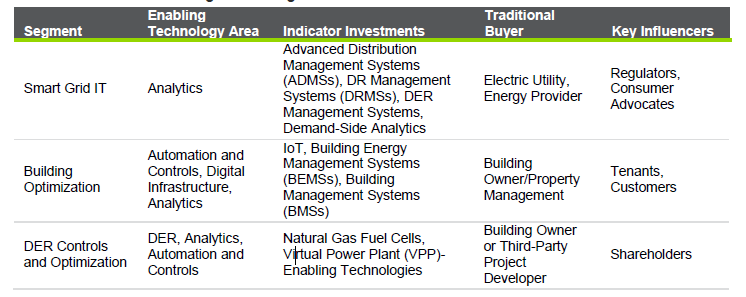 Segment
Enabling
Technology Area
Indicator Investments
Traditional
Buyer
Key Influencers
Smart Grid IT
Analytics
Advanced Distribution
Management Systems
(ADMSs), DR Management
Systems (DRMSs), DER
Management Systems,
Demand-Side Analytics
Electric Utility,
Energy Provider
Regulators,
Consumer
Advocates
Building
Optimization
Automation and
Controls, Digital
Infrastructure,
Analytics
IoT, Building Energy
Management Systems
(BEMSs), Building
Management Systems
(BMSs)
Building
Owner/Property
Management
Tenants,
Customers
DER Controls
and Optimization
DER, Analytics,
Automation and
Controls
Natural Gas Fuel Cells,
Virtual Power Plant (VPP)-
Enabling Technologies
Building Owner
or Third-Party
Project
Developer
Shareholders